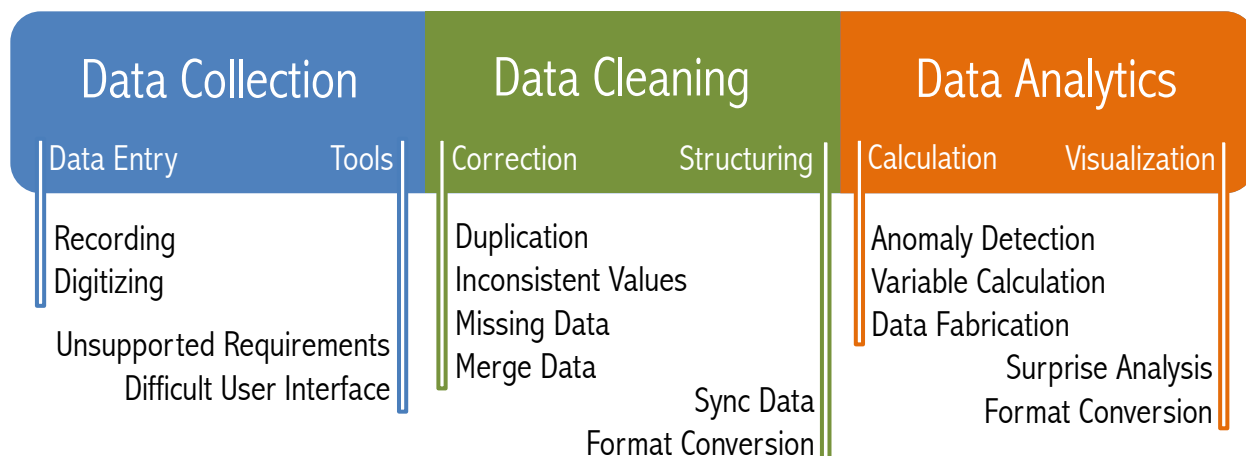 Data Collection
Data Entry
Tools
Recording
Digitizing
Unsupported Requirements
Difficult User Interface
Data Cleaning
Correction
Structuring
Duplication
Inconsistent Values
Missing Data
Merge Data
Sync Data
Format Conversion
Data Analytics
Calculation
Visualization
Anomaly Detection
Variable Calculation
Data Fabrication
Surprise Analysis
Format Conversion